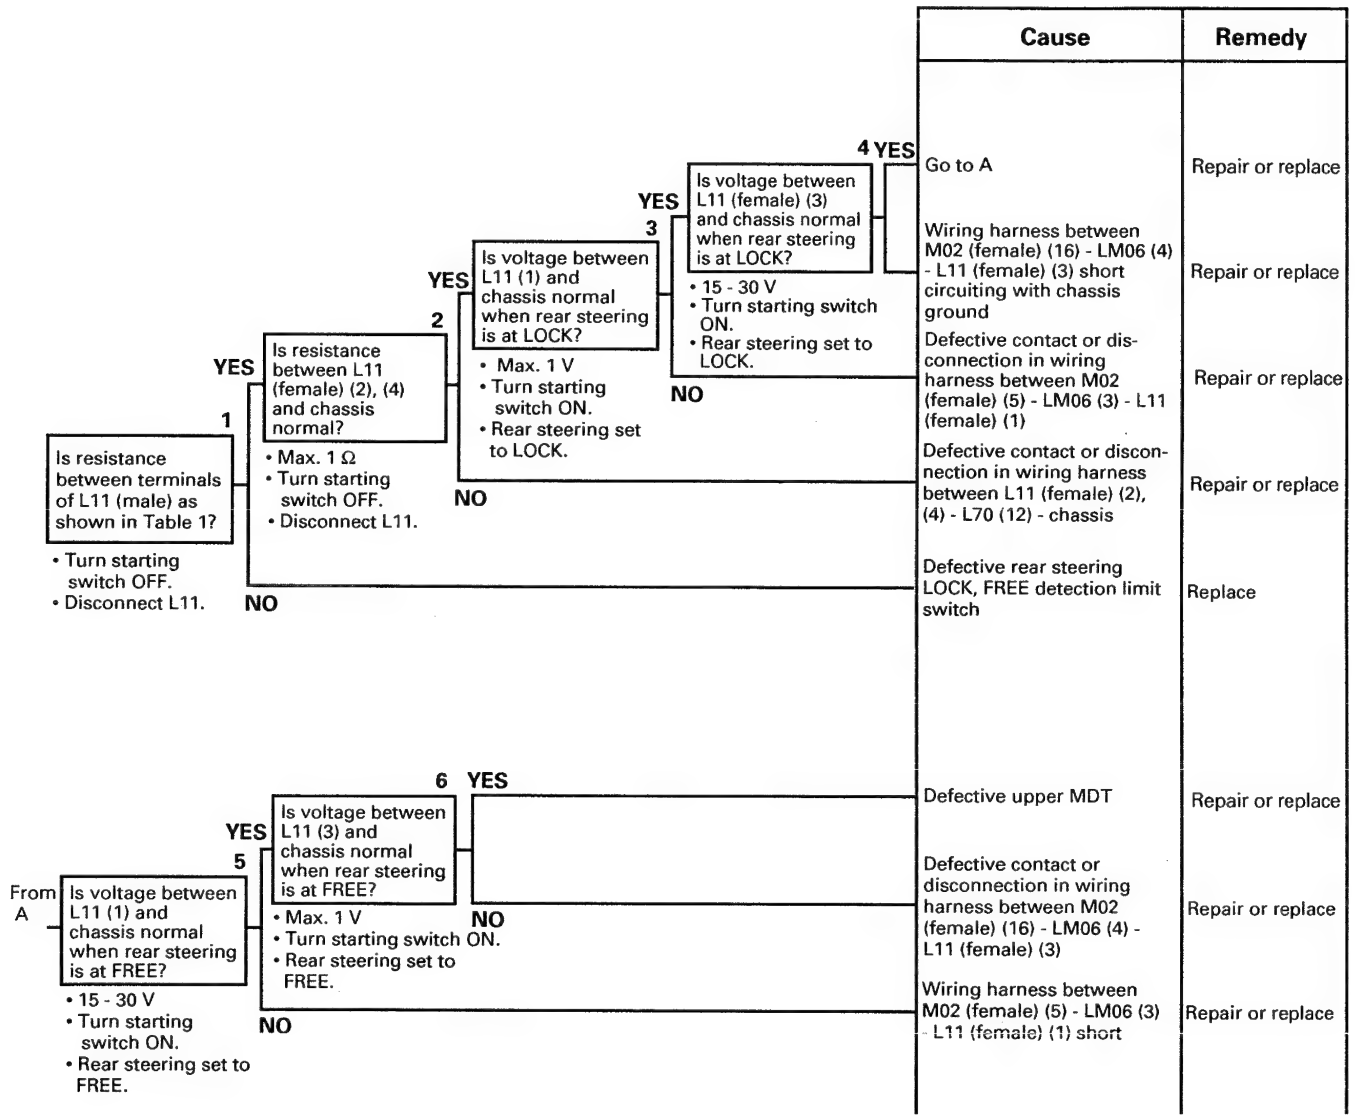 Cause
Remedy
4 YES
Go to A
Repair or replace
Is voltage between
L11 (female) (3)
and chassis normal
when rear steering
is at LOCK?
• 15 - 30 V
• Turn starting switch
ON.
• Rear steering set to
LOCK.
Wiring harness between
M02 (female) (16) - LM06 (4)
- L11 (female) (3) short
circuiting with chassis
ground
Repair or replace
YES
3
Is voltage between
L11 (1) and
chassis normal
when rear steering
is at LOCK?
• Max. 1 V
• Turn starting
switch ON.
• Rear steering set
to LOCK.
NO
Defective contact or dis-
connection in wiring
harness between M02
(female) (5) - LM06 (3) - L11
(female) (1)
Repair or replace
YES
2
Is resistance
between L11
(female) (2), (4)
and chassis
normal?
• Max. 1 Ω
• Turn starting
switch OFF.
• Disconnect L11.
NO
Defective contact or discon-
nection in wiring harness
between L11 (female) (2),
(4) - L70 (12) - chassis
Repair or replace
YES
1
Is resistance
between terminals
of L11 (male) as
shown in Table 1?
• Turn starting
switch OFF.
• Disconnect L11.
NO
Defective rear steering
LOCK, FREE detection limit
switch
Replace
6 YES
Is voltage between
L11 (3) and
chassis normal
when rear steering
is at FREE?
• Max. 1 V
• Turn starting switch ON.
• Rear steering set to
FREE.
Defective upper MDT
Repair or replace
NO
Defective contact or
disconnection in wiring
harness between M02
(female) (16) - LM06 (4) -
L11 (female) (3)
Repair or replace
YES
5
From
A
Is voltage between
L11 (1) and
chassis normal
when rear steering
is at FREE?
• 15 - 30 V
• Turn starting
switch ON.
• Rear steering set to
FREE.
NO
Wiring harness between
M02 (female) (5) - LM06 (3)
- L11 (female) (1) short
Repair or replace